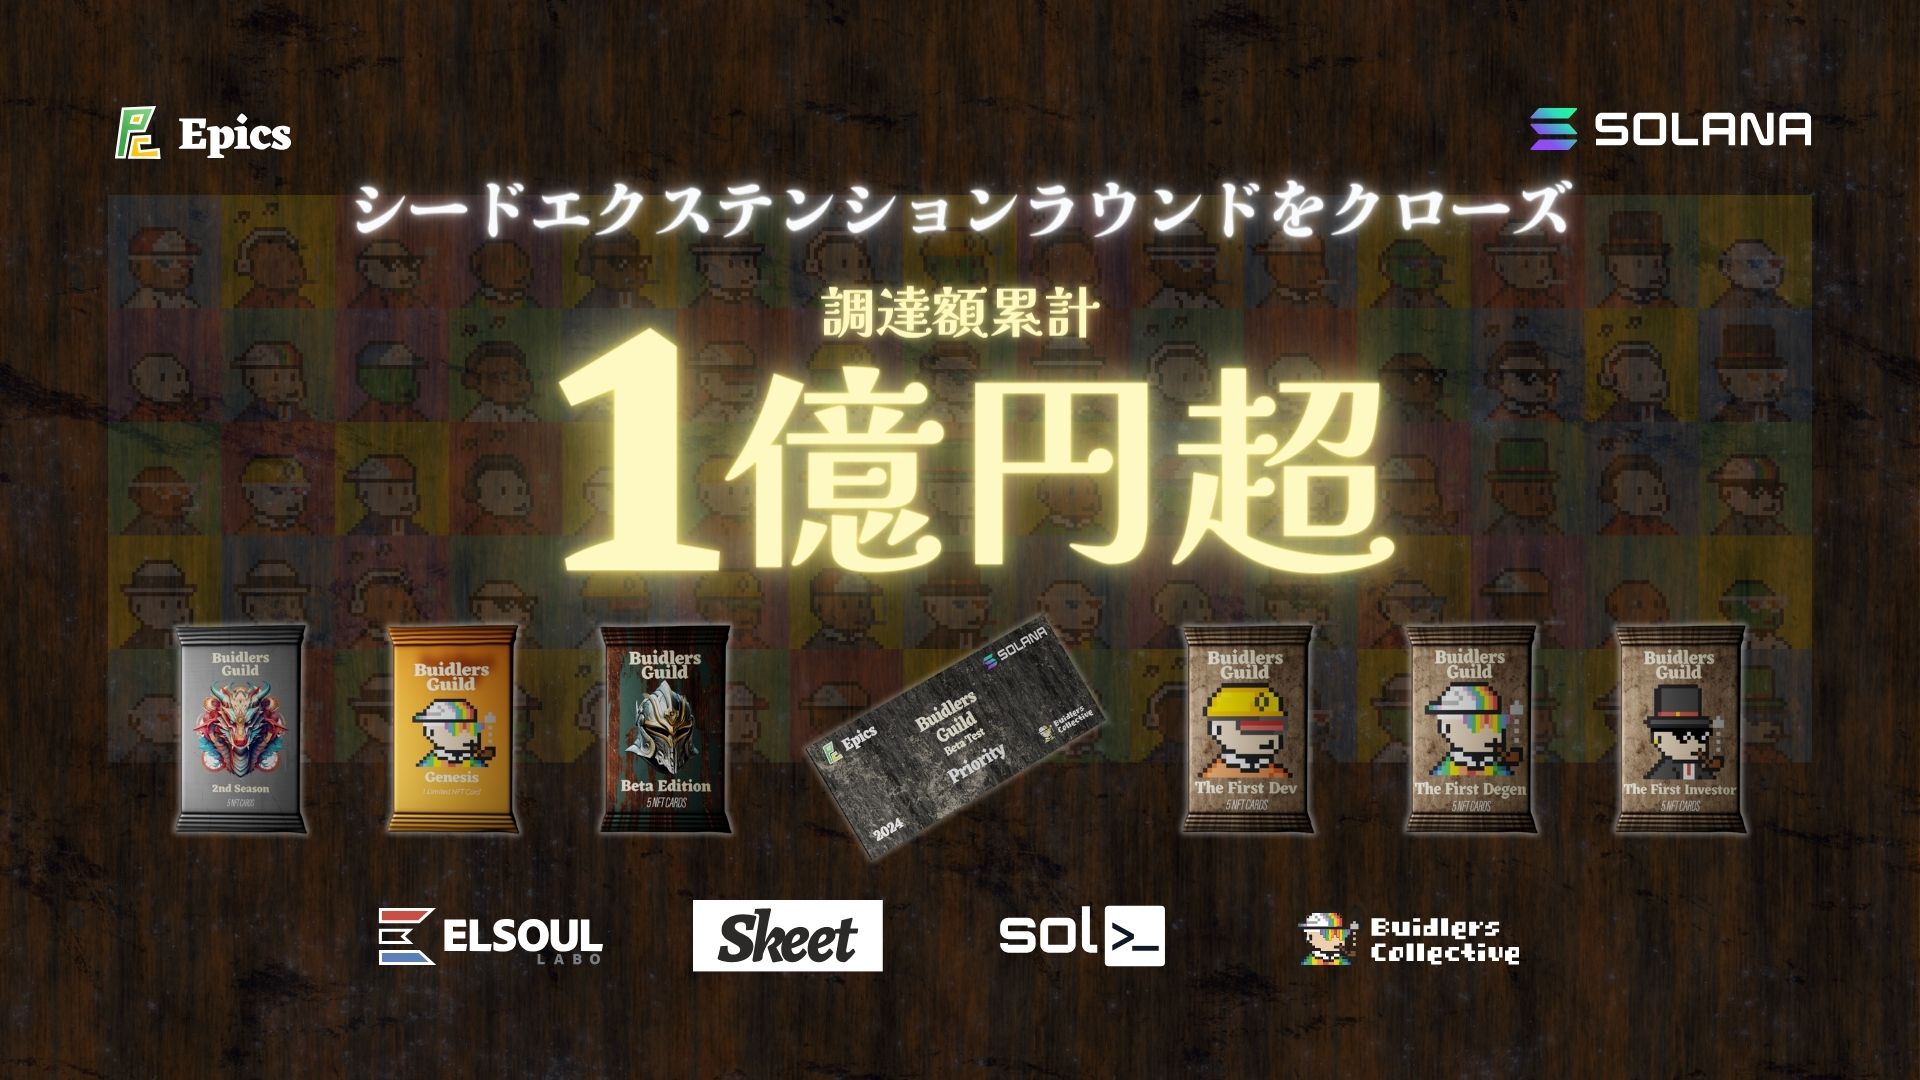 Epics
SOLANA
シードエクステンションラウンドをクローズ
調達額累計
1億円超
Buidlers
Guild
2nd Season
5 NFT CARDS
Buidlers
Guild
Genesis
1 Limited NFT Card
Buidlers
Guild
Beta Edition
5 NFT CARDS
SOLANA
Epics
Buidlers
Guild
Beta Test
Priority
Buidlers
Collective
2024
Buidlers
Guild
The First Dev
5 NFT CARDS
Buidlers
Guild
The First Degen
5 NFT CARDS
Buidlers
Guild
The First Investor
5 NFT CARDS
ELSOUL
LABO
Skeet
sol >_
Buidlers
Collective